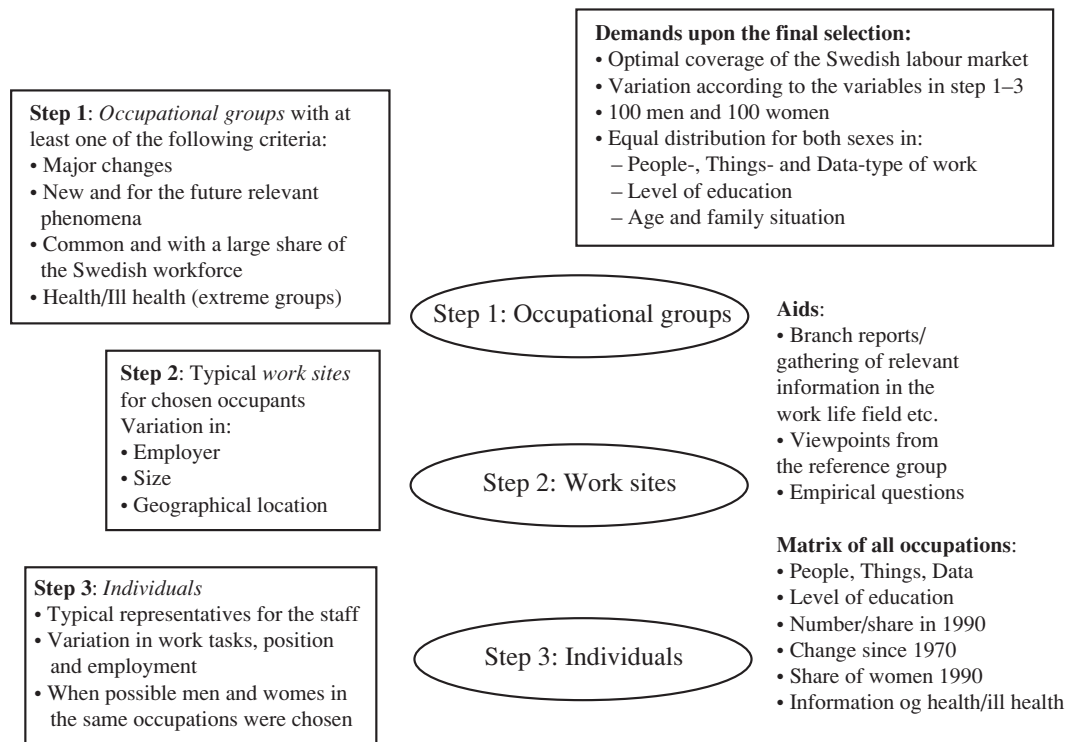 Demands upon the final selection:
• Optimal coverage of the Swedish labour market
• Variation according to the variables in step 1–3
• 100 men and 100 women
• Equal distribution for both sexes in:
– People-, Things- and Data-type of work
– Level of education
– Age and family situation
Step 1: Occupational groups with at
least one of the following criteria:
• Major changes
• New and for the future relevant
phenomena
• Common and with a large share of
the Swedish workforce
• Health/Ill health (extreme groups)
Step 1: Occupational groups
Aids:
• Branch reports/
gathering of relevant
information in the
work life field etc.
• Viewpoints from
the reference group
• Empirical questions
Step 2: Typical work sites
for chosen occupants
Variation in:
• Employer
• Size
• Geographical location
Step 2: Work sites
Matrix of all occupations:
• People, Things, Data
• Level of education
• Number/share in 1990
• Change since 1970
• Share of women 1990
• Information og health/ill health
Step 3: Individuals
• Typical representatives for the staff
• Variation in work tasks, position
and employment
• When possible men and womes in
the same occupations were chosen
Step 3: Individuals